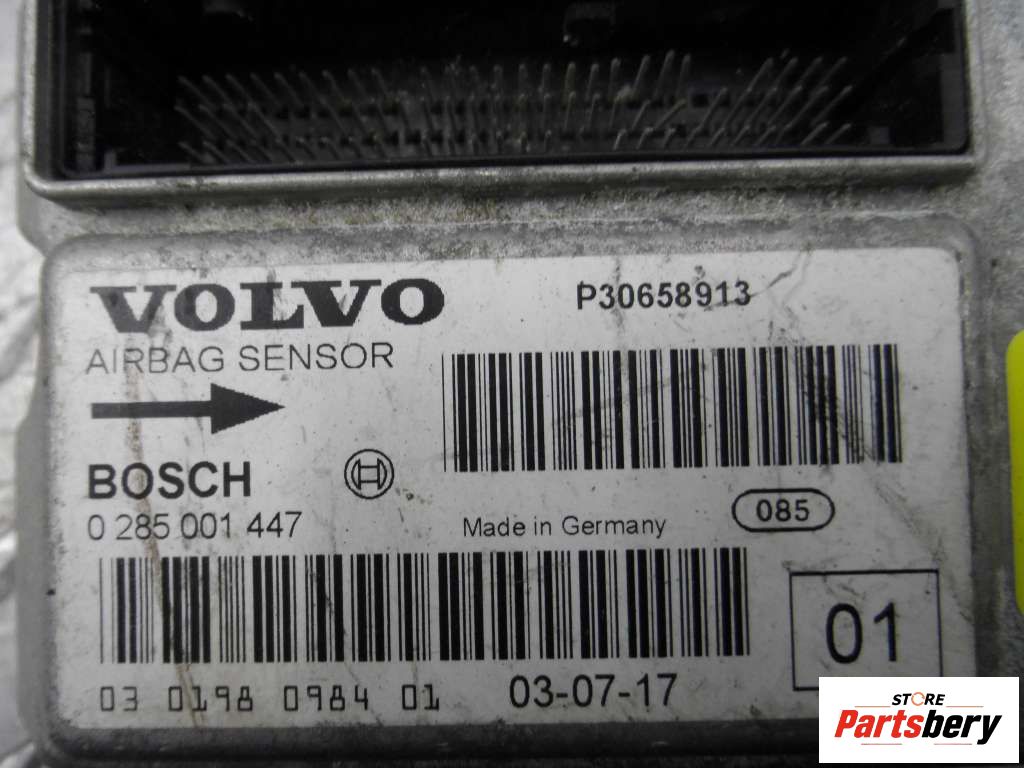 VOLVO
P30658913
AIRBAG SENSOR
BOSCH
0 285 001 447
Made in Germany
085
01
03 0198 0984 01
03-07-17
STORE
Partsbery